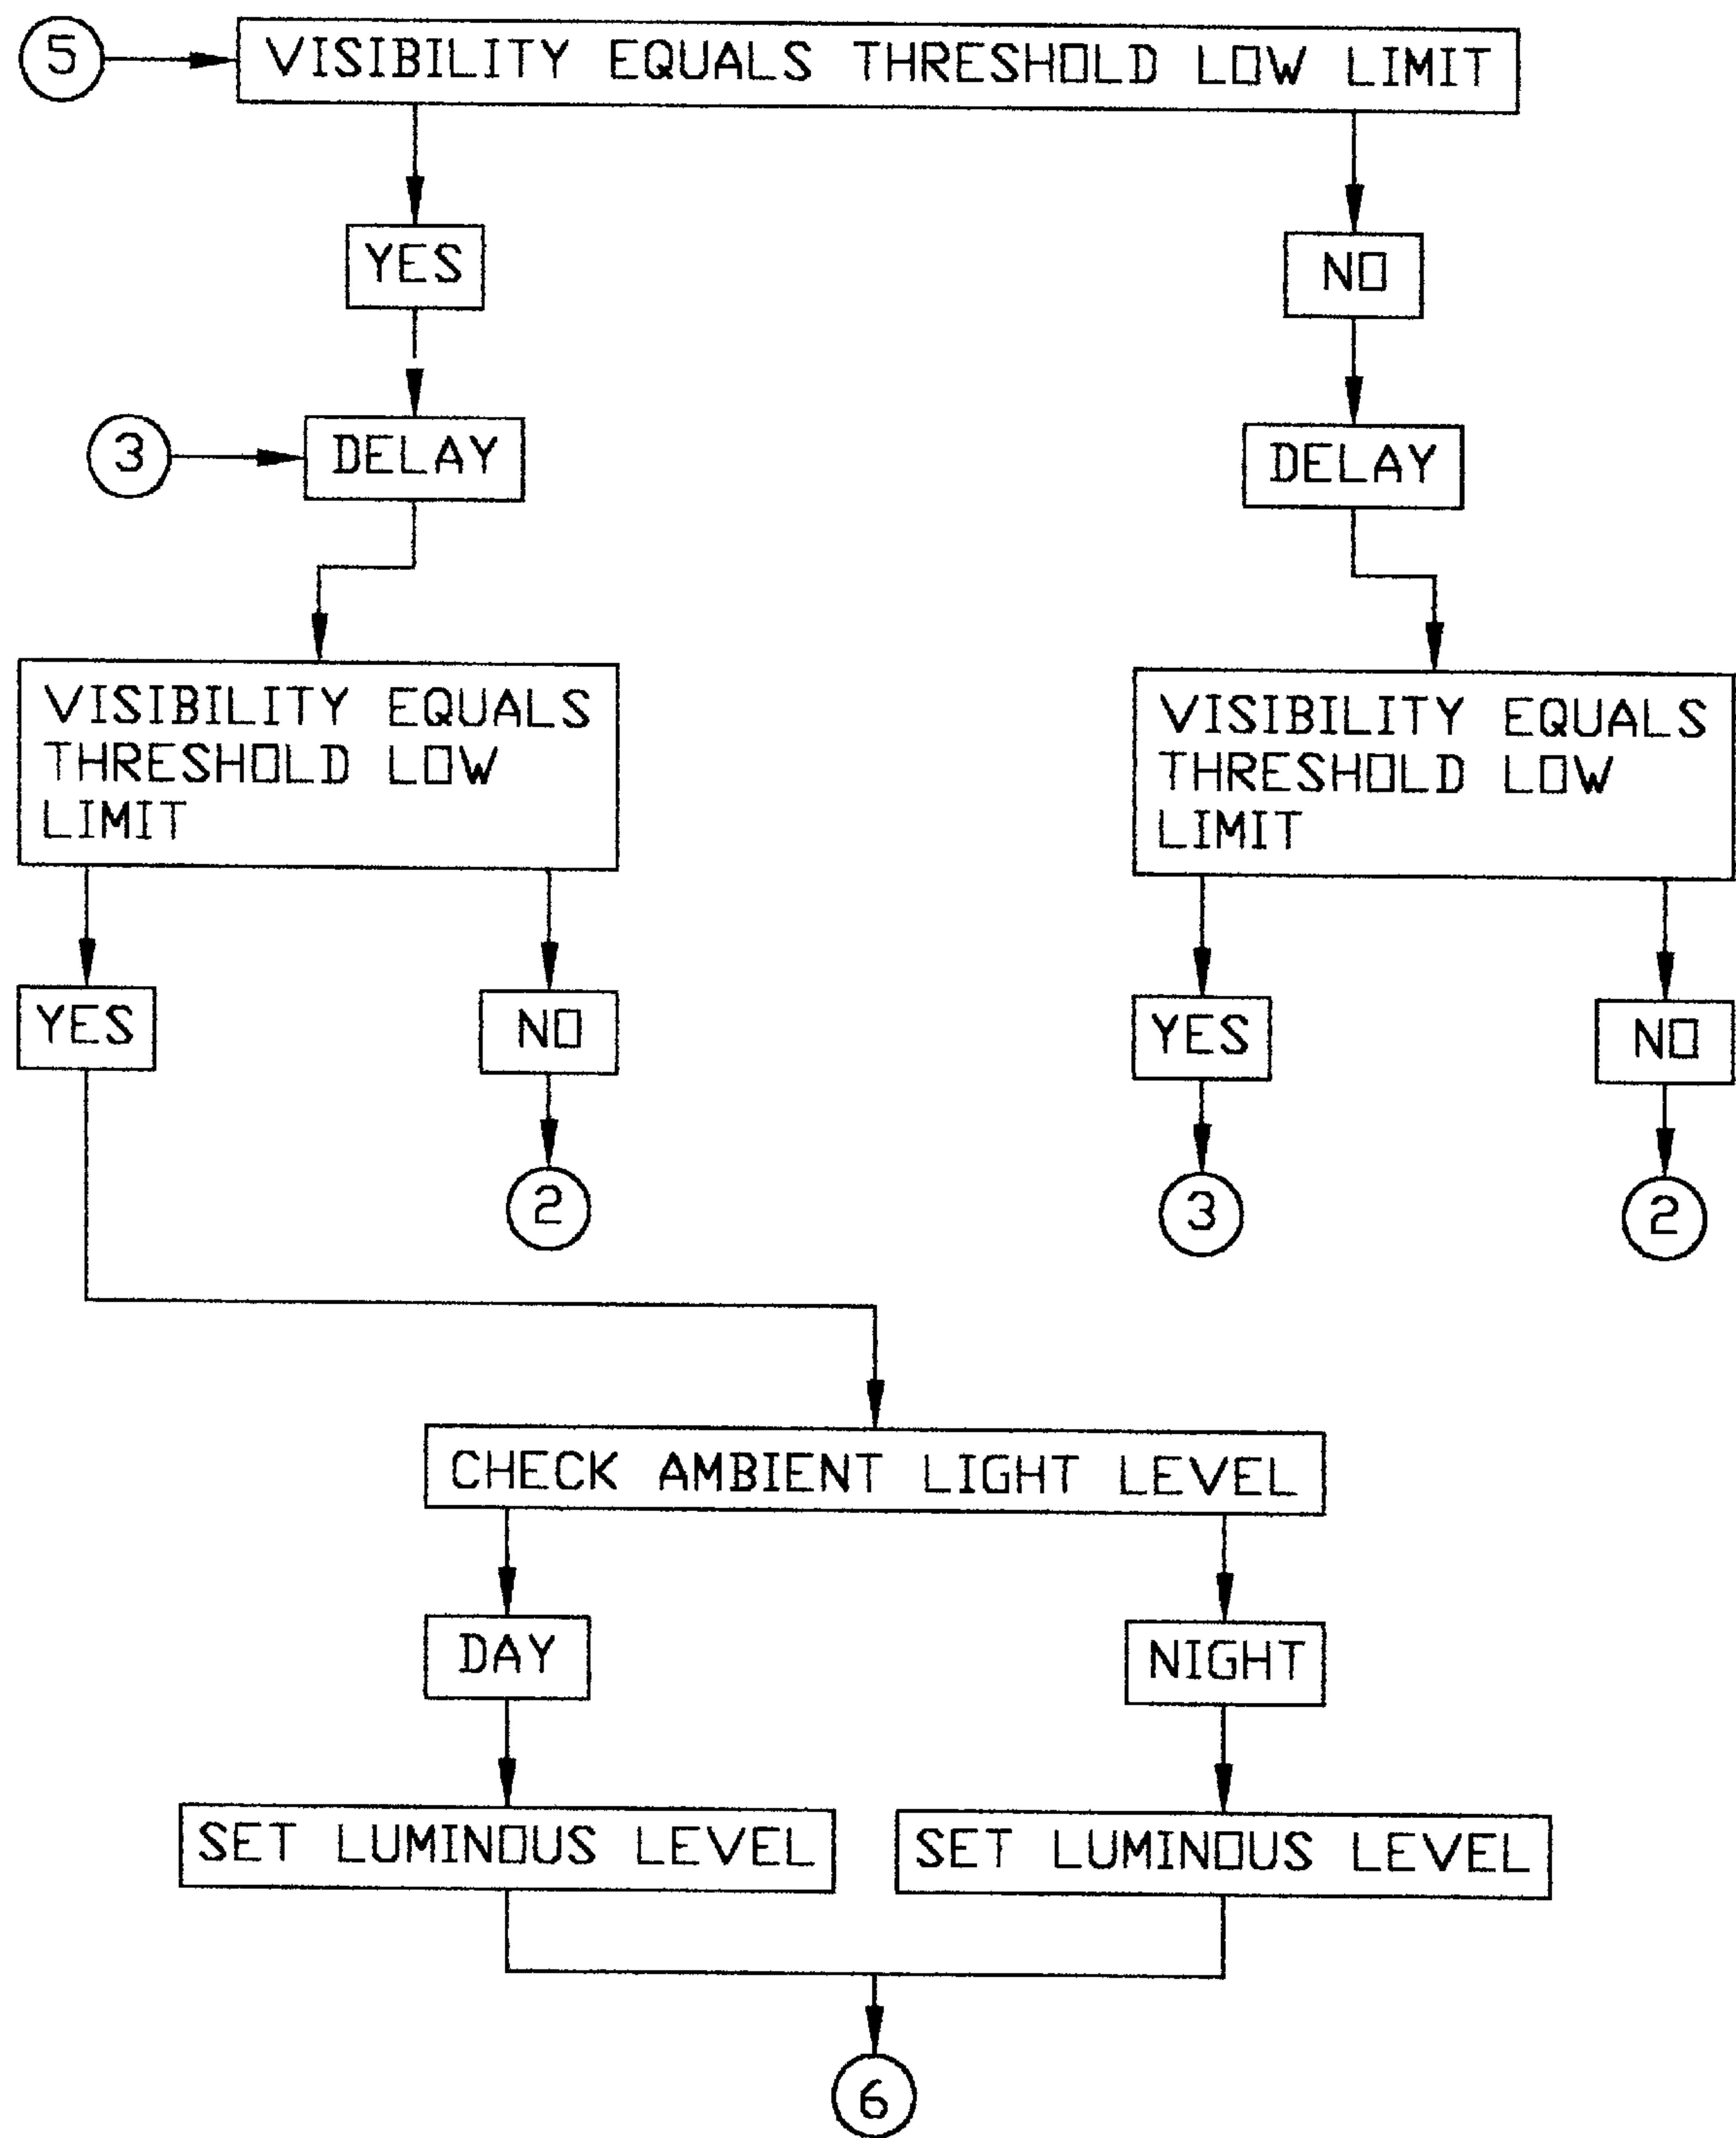 5
VISIBILITY EQUALS THRESHOLD LOW LIMIT
YES
NO
3
DELAY
DELAY
VISIBILITY EQUALS
THRESHOLD LOW
LIMIT
VISIBILITY EQUALS
THRESHOLD LOW
LIMIT
YES
NO
YES
NO
2
3
2
CHECK AMBIENT LIGHT LEVEL
DAY
NIGHT
SET LUMINOUS LEVEL
SET LUMINOUS LEVEL
6